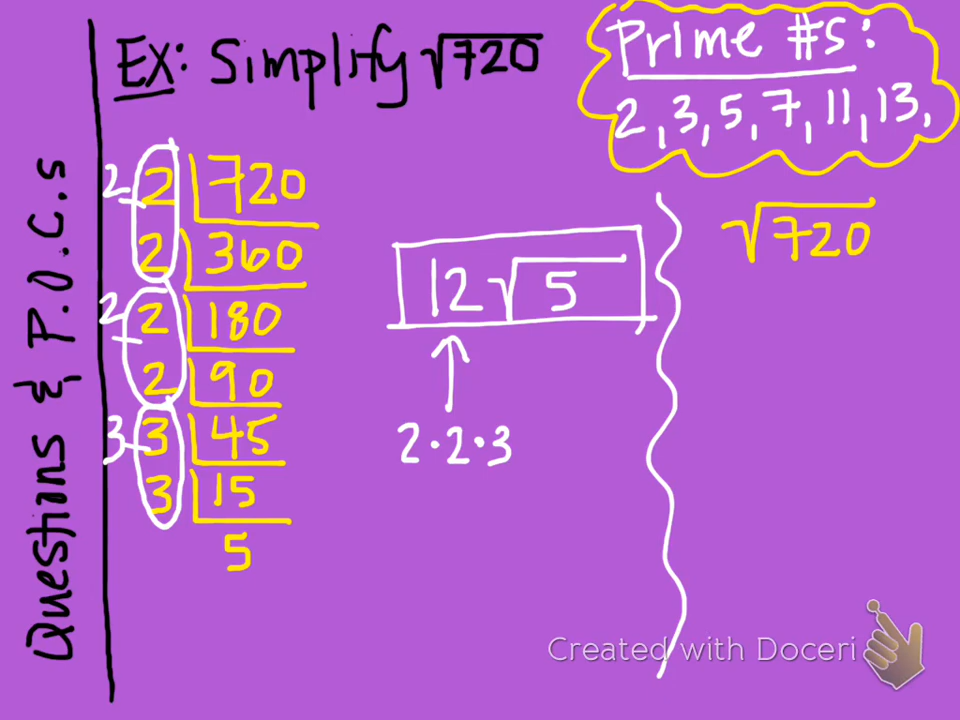 EX: Simplify √720
Prime #s:
2, 3, 5, 7, 11, 13,
Questions & P.O.C.s
2 2 720
2 360
2 2 180
2 90
3 3 45
3 15
5
12√5
2·2·3
√720
Created with Doceri